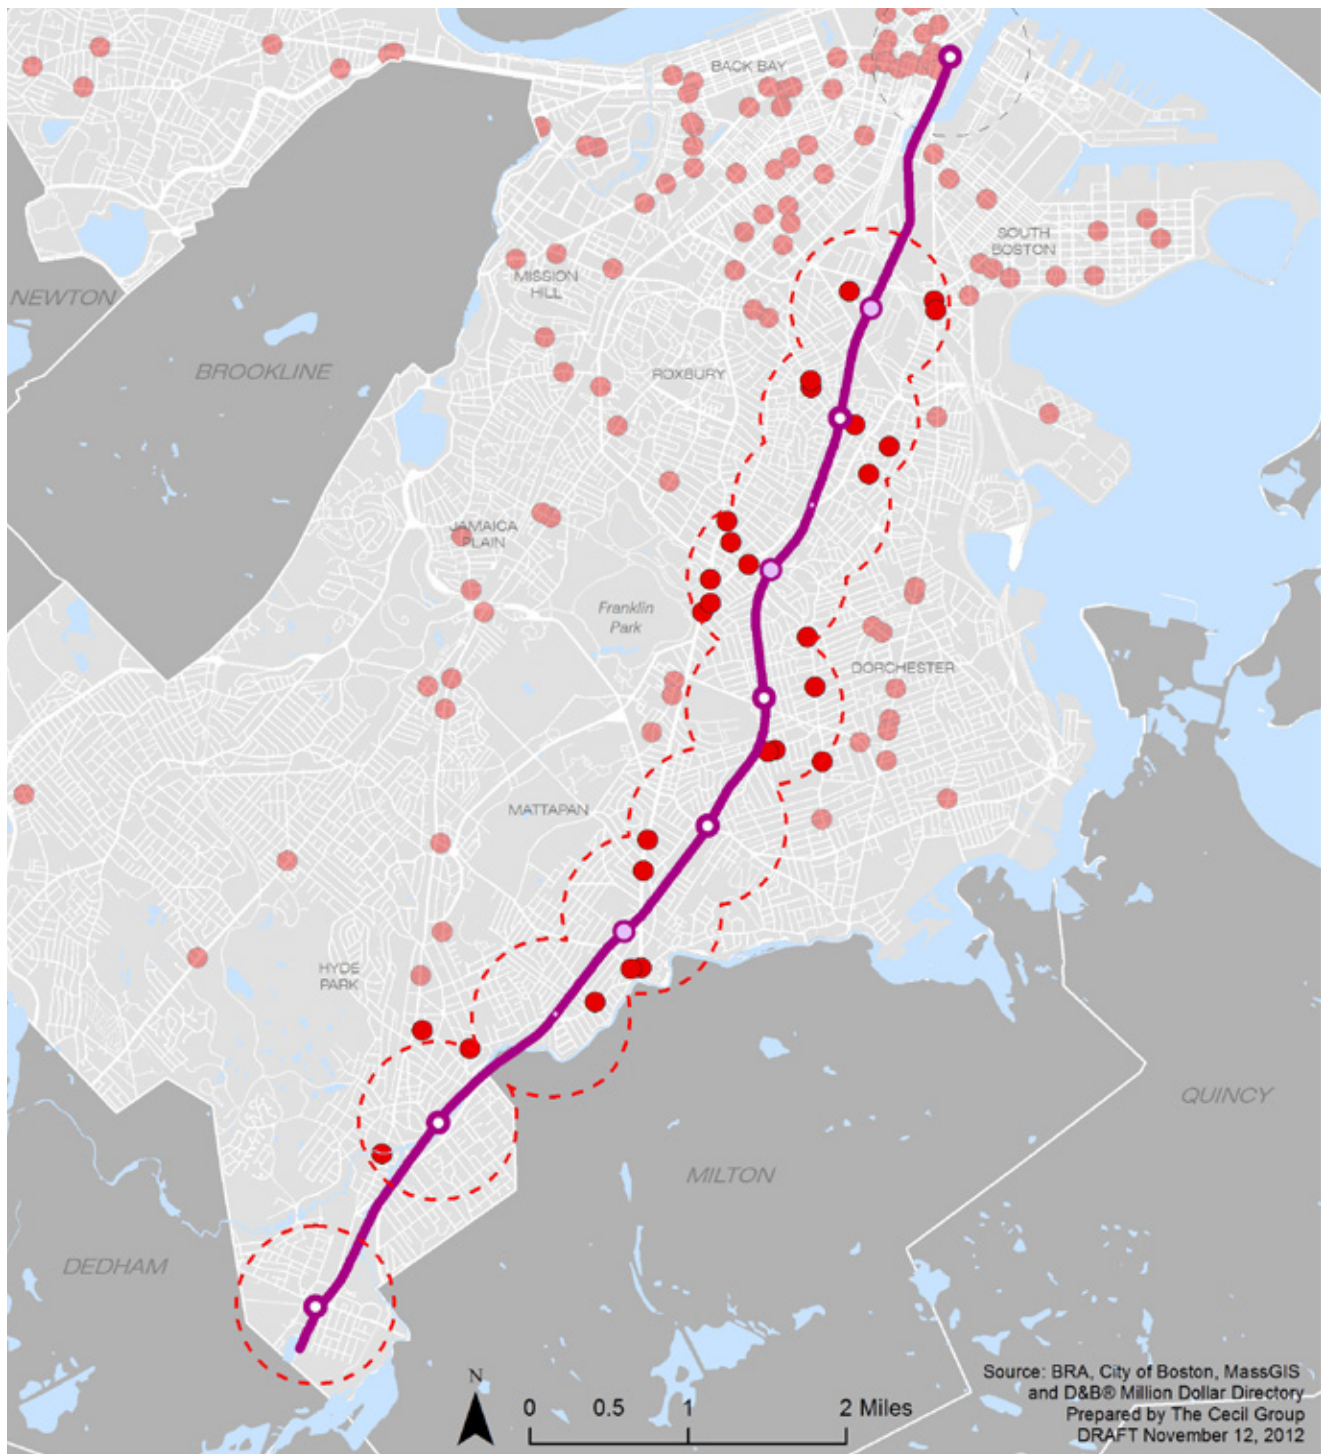 BACK BAY
SOUTH
BOSTON
MISSION
HILL
NEWTON
BROOKLINE
ROXBURY
JAMAICA
PLAIN
Franklin
Park
DORCHESTER
MATTAPAN
HYDE
PARK
QUINCY
MILTON
DEDHAM
N
0 0.5 1 2 Miles
Source: BRA, City of Boston, MassGIS
and D&B® Million Dollar Directory
Prepared by The Cecil Group
DRAFT November 12, 2012